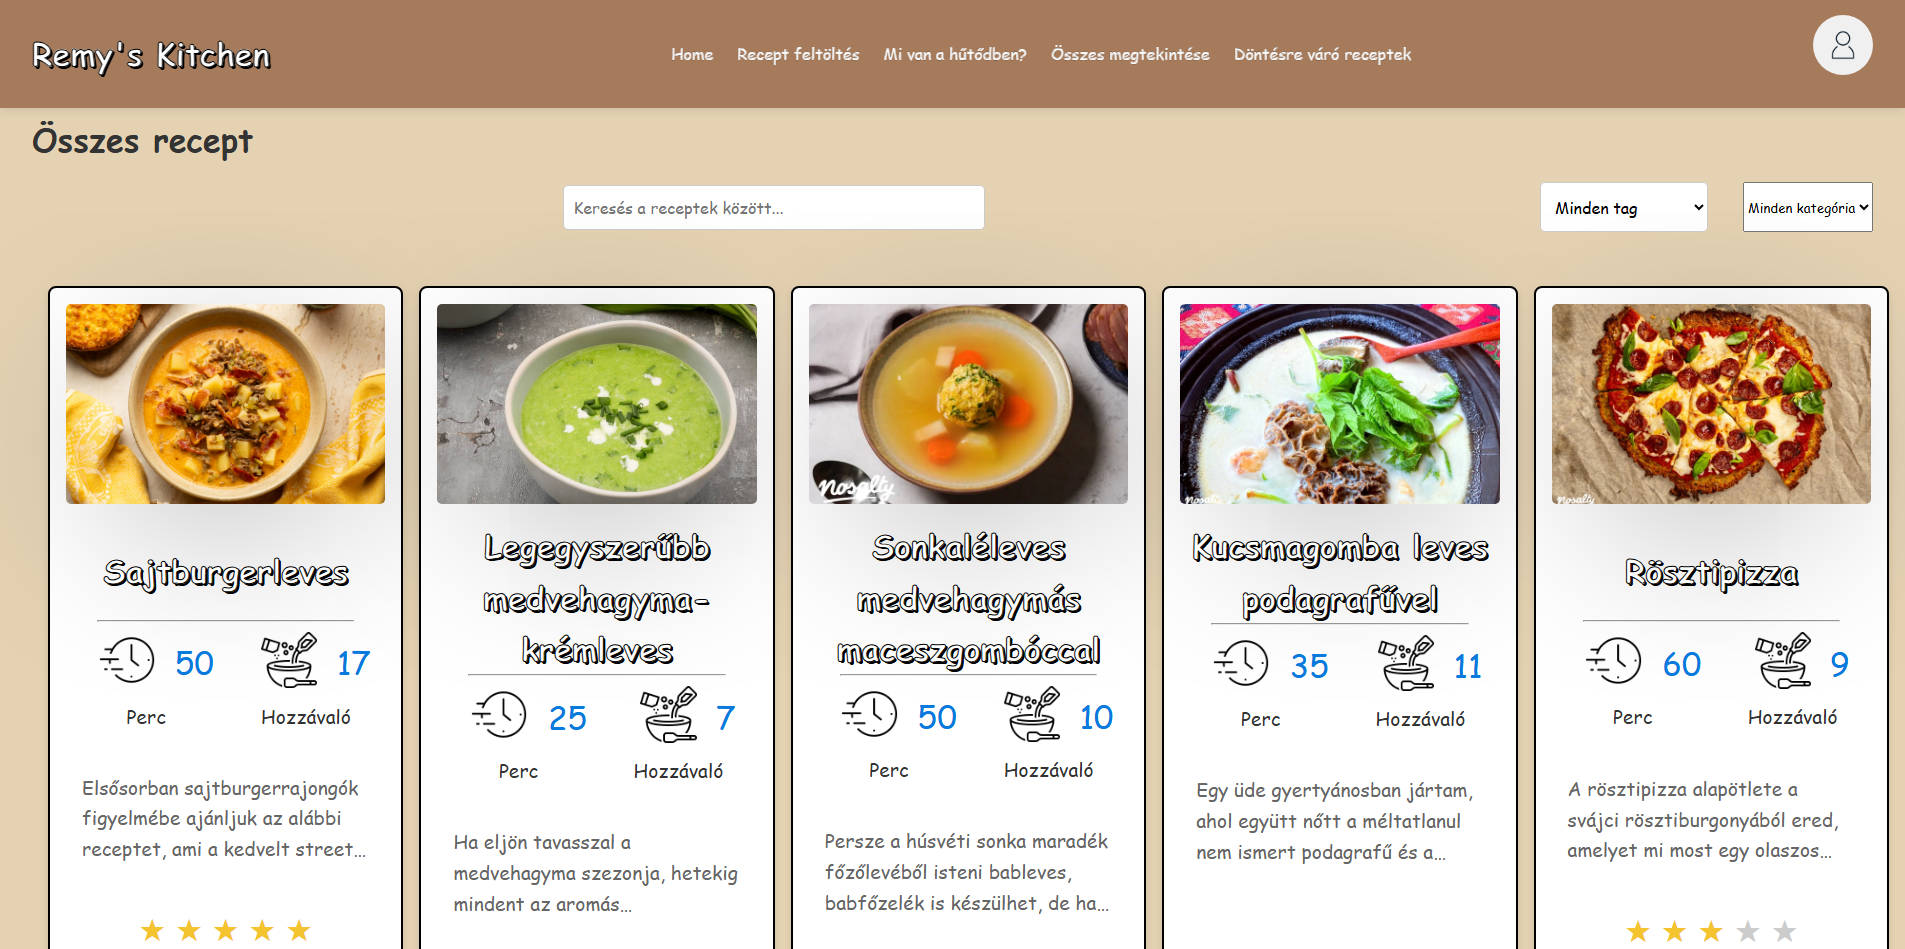 Remy's Kitchen
Home Recept feltöltés Mi van a hűtődben? Összes megtekintése Döntésre váró receptek
Összes recept
Keresés a receptek között...
Minden tag
Minden kategória
Sajtburgerleves
50 17
Perc Hozzávaló
Elsősorban sajtburgerrajongók
figyelmébe ajánljuk az alábbi
receptet, ami a kedvelt street...
Legegyszerűbb
medvehagyma-
krémleves
25 7
Perc Hozzávaló
Ha eljön tavasszal a
medvehagyma szezonja, hetekig
mindent az aromás...
nosalty
Sonkaléleves
medvehagymás
maceszgombóccal
50 10
Perc Hozzávaló
Persze a húsvéti sonka maradék
főzőlevéből isteni bableves,
babfőzelék is készülhet, de ha...
nosalty
Kucsmagomba leves
podagrafűvel
35 11
Perc Hozzávaló
Egy üde gyertyánosban jártam,
ahol együtt nőtt a méltatlanul
nem ismert podagrafű és a...
nosalty
Rösztipizza
60 9
Perc Hozzávaló
A rösztipizza alapötlete a
svájci rösztiburgonyából ered,
amelyet mi most egy olaszos...